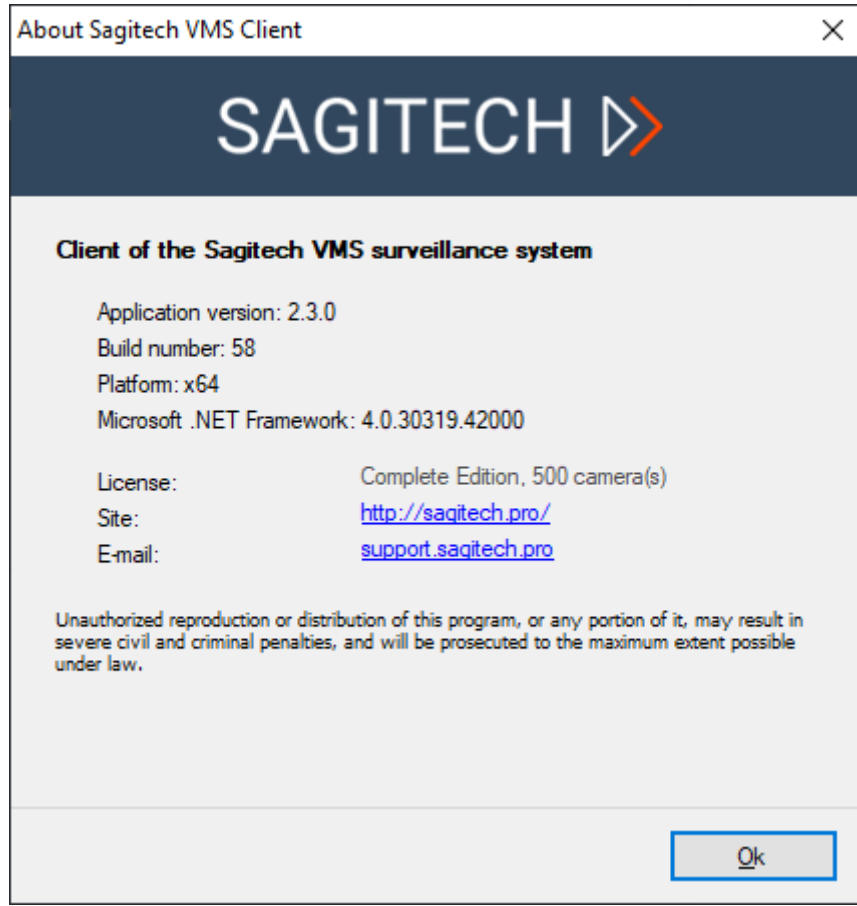 About Sagitech VMS Client
SAGITECH
Client of the Sagitech VMS surveillance system
Application version: 2.3.0
Build number: 58
Platform: x64
Microsoft .NET Framework: 4.0.30319.42000
License: Complete Edition, 500 camera(s)
Site: http://sagitech.pro/
E-mail: support.sagitech.pro
Unauthorized reproduction or distribution of this program, or any portion of it, may result in
severe civil and criminal penalties, and will be prosecuted to the maximum extent possible
under law.
Ok